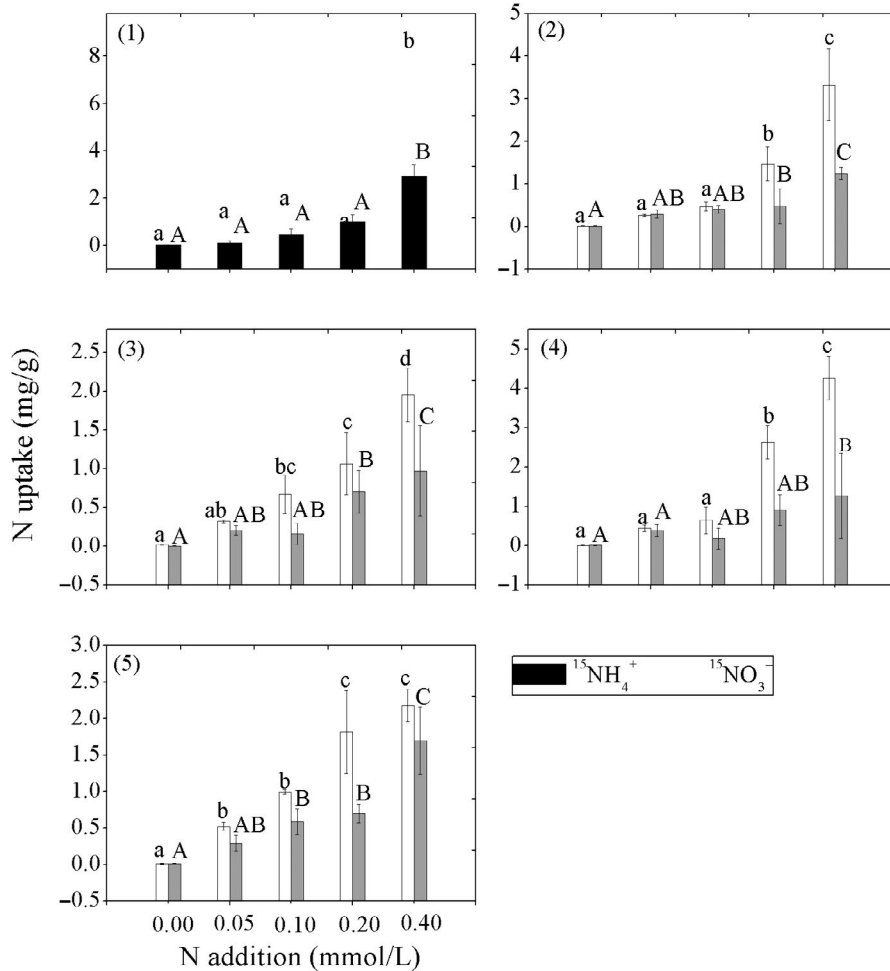 (1)
b
8
6
4
B
2
a
a
A
A
A
a
a A
0
(2)
5
c
4
3
b
C
2
B
a AB
a AB
1
a A
0
−1
(3)
d
2.5
2.0
c
C
bc
1.5
B
ab AB
AB
1.0
a A
0.5
0.0
−0.5
(4)
c
5
b
4
B
3
AB
a
2
a A
AB
1
a A
0
−1
N uptake (mg/g)
(5)
c
c
3.0
C
2.5
b
2.0
b
B
B
1.5
AB
1.0
a A
0.5
0.0
−0.5
0.00 0.05 0.10 0.20 0.40
N addition (mmol/L)
¹⁵NH₄⁺ ¹⁵NO₃⁻